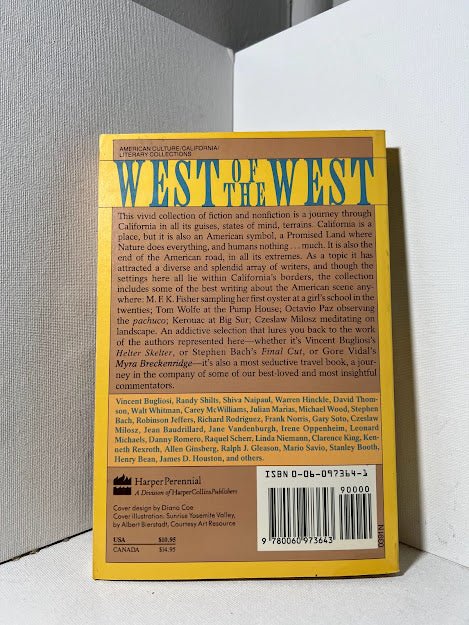 AMERICAN CULTURE/CALIFORNIA/
LITERARY COLLECTIONS
WEST OF THE WEST
This vivid collection of fiction and nonfiction is a journey through
California in all its guises, states of mind, terrains. California is a
place, but it is also an American symbol, a Promised Land where
Nature does everything, and humans nothing . . . much. It is also the
end of the American road, in all its extremes. As a topic it has
attracted a diverse and splendid array of writers, and though the
settings here all lie within California's borders, the collection
includes some of the best writing about the American scene any-
where: M. F. K. Fisher sampling her first oyster at a girl's school in the
twenties; Tom Wolfe at the Pump House; Octavio Paz observing
the pachuco; Kerouac at Big Sur; Czeslaw Milosz meditating on
landscape. An addictive selection that lures you back to the work
of the authors represented here—whether it's Vincent Bugliosi's
Helter Skelter, or Stephen Bach's Final Cut, or Gore Vidal's
Myra Breckenridge—it's also a most seductive travel book, a jour-
ney in the company of some of our best-loved and most insightful
commentators.
Vincent Bugliosi, Randy Shilts, Shiva Naipaul, Warren Hinckle, David Thom-
son, Walt Whitman, Carey McWilliams, Julian Marias, Michael Wood, Stephen
Bach, Robinson Jeffers, Richard Rodriguez, Frank Norris, Gary Soto, Czeslaw
Milosz, Jean Baudrillard, Jane Vandenburgh, Irene Oppenheim, Leonard
Michaels, Danny Romero, Raquel Scherr, Linda Niemann, Clarence King, Ken-
neth Rexroth, Allen Ginsberg, Ralph J. Gleason, Mario Savio, Stanley Booth,
Henry Bean, James D. Houston, and others.
HarperPerennial
A Division of HarperCollinsPublishers
Cover design by Diana Coe
Cover illustration: Sunrise Yosemite Valley,
by Albert Bierstadt, Courtesy Art Resource
USA $10.95
CANADA $14.95
ISBN 0-06-097364-1
90000
9 780060 973643